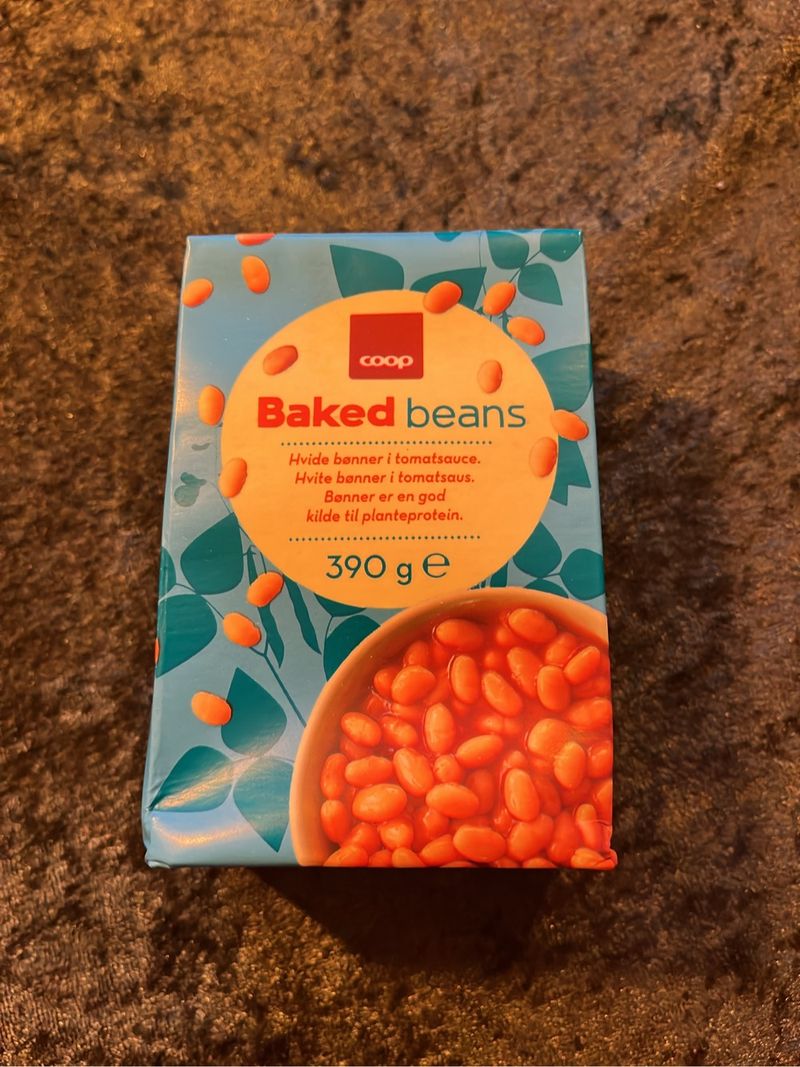 coop
Baked beans
Hvide bønner i tomatsauce.
Hvite bønner i tomatsaus.
Bønner er en god
kilde til planteprotein.
390 g ℮